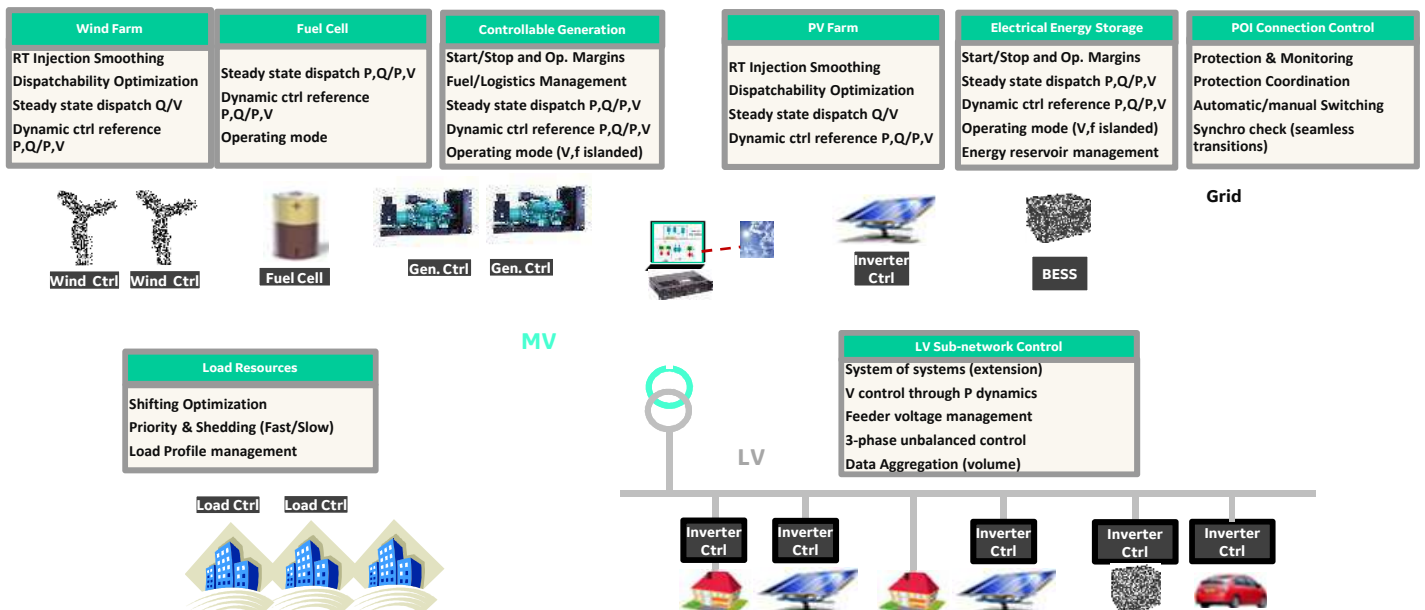 Wind Farm
RT Injection Smoothing
Dispatchability Optimization
Steady state dispatch Q/V
Dynamic ctrl reference
P,Q/P,V
Fuel Cell
Steady state dispatch P,Q/P,V
Dynamic ctrl reference
P,Q/P,V
Operating mode
Controllable Generation
Start/Stop and Op. Margins
Fuel/Logistics Management
Steady state dispatch P,Q/P,V
Dynamic ctrl reference P,Q/P,V
Operating mode (V,f islanded)
PV Farm
RT Injection Smoothing
Dispatchability Optimization
Steady state dispatch Q/V
Dynamic ctrl reference P,Q/P,V
Electrical Energy Storage
Start/Stop and Op. Margins
Steady state dispatch P,Q/P,V
Dynamic ctrl reference P,Q/P,V
Operating mode (V,f islanded)
Energy reservoir management
POI Connection Control
Protection & Monitoring
Protection Coordination
Automatic/manual Switching
Synchro check (seamless
transitions)
Grid
Wind Ctrl
Wind Ctrl
Fuel Cell
Gen. Ctrl
Gen. Ctrl
Inverter
Ctrl
BESS
MV
Load Resources
Shifting Optimization
Priority & Shedding (Fast/Slow)
Load Profile management
LV Sub-network Control
System of systems (extension)
V control through P dynamics
Feeder voltage management
3-phase unbalanced control
Data Aggregation (volume)
LV
Load Ctrl
Load Ctrl
Inverter
Ctrl
Inverter
Ctrl
Inverter
Ctrl
Inverter
Ctrl
Inverter
Ctrl